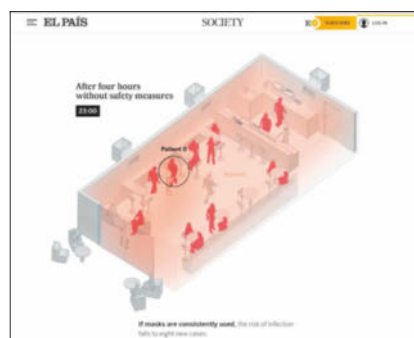 EL PAÍS
SOCIETY
SUBSCRIBE
LOG IN
After four hours
without safety measures
23:00
Patient 0
If masks are consistently used, the risk of infection
falls to eight new cases.